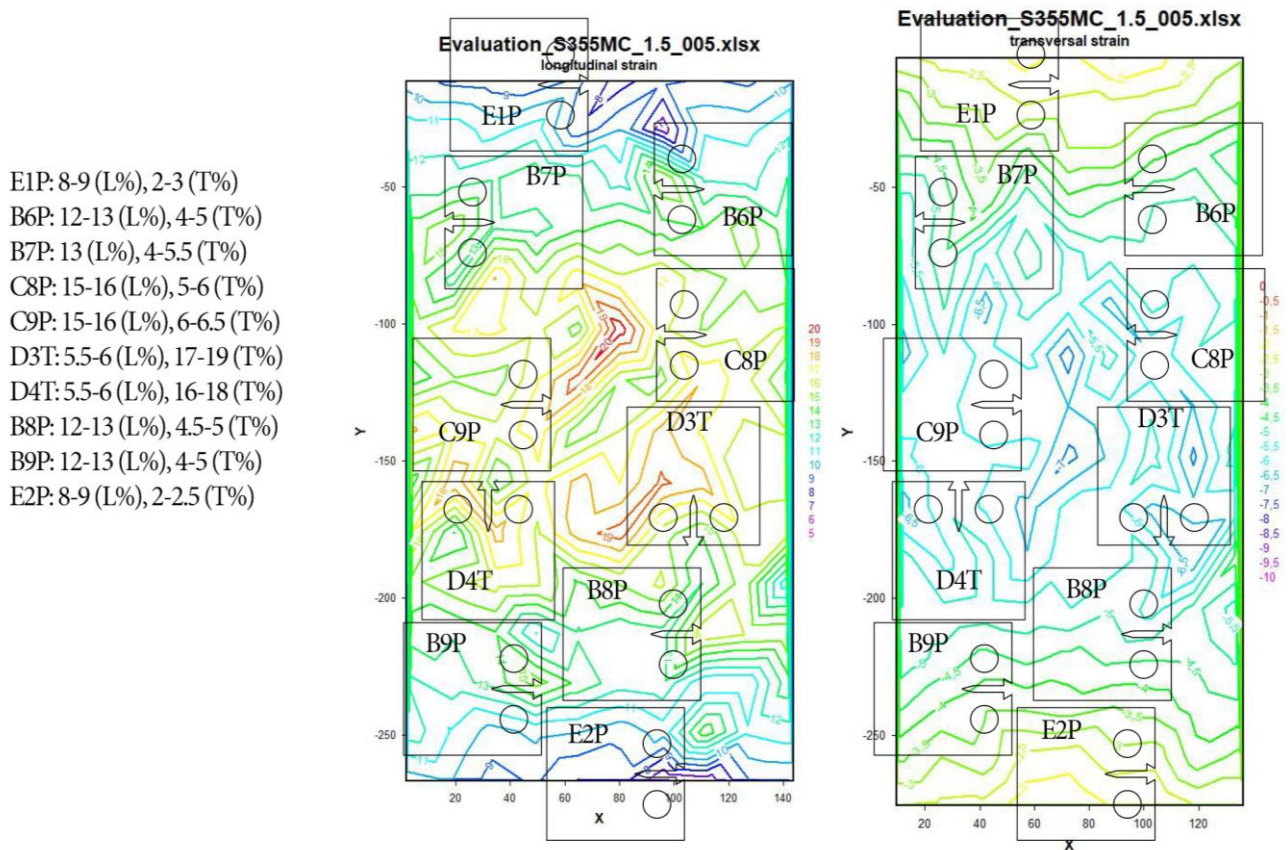 Evaluation_S355MC_1.5_005.xlsx
longitudinal strain
Evaluation_S355MC_1.5_005.xlsx
transversal strain
E1P: 8-9 (L%), 2-3 (T%)
B6P: 12-13 (L%), 4-5 (T%)
B7P: 13 (L%), 4-5.5 (T%)
C8P: 15-16 (L%), 5-6 (T%)
C9P: 15-16 (L%), 6-6.5 (T%)
D3T: 5.5-6 (L%), 17-19 (T%)
D4T: 5.5-6 (L%), 16-18 (T%)
B8P: 12-13 (L%), 4.5-5 (T%)
B9P: 12-13 (L%), 4-5 (T%)
E2P: 8-9 (L%), 2-2.5 (T%)
E1P
B7P
B6P
C8P
C9P
D3T
D4T
B8P
B9P
E2P
-50
-100
-150
-200
-250
Y
20 40 60 80 100 120 140
X
20
19
18
17
16
15
14
13
12
11
10
9
8
7
6
5
E1P
B7P
B6P
C8P
C9P
D3T
D4T
B8P
B9P
E2P
-50
-100
-150
-200
-250
Y
20 40 60 80 100 120
X
0
-0,5
-1
-5
-5,5
-6
-6,5
-7
-7,5
-8
-8,5
-9
-9,5
-10